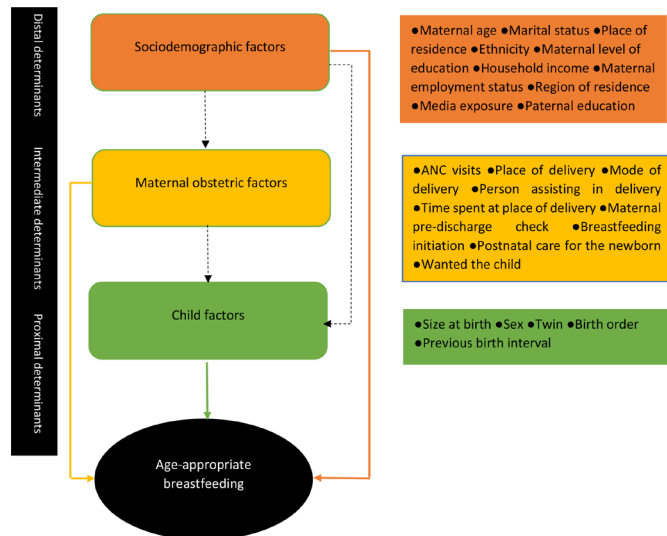 Distal determinants
Intermediate determinants
Proximal determinants
Sociodemographic factors
Maternal obstetric factors
Child factors
Age-appropriate
breastfeeding
●Maternal age ●Marital status ●Place of
residence ●Ethnicity ●Maternal level of
education ●Household income ●Maternal
employment status ●Region of residence
●Media exposure ●Paternal education
●ANC visits ●Place of delivery ●Mode of
delivery ●Person assisting in delivery
●Time spent at place of delivery ●Maternal
pre-discharge check ●Breastfeeding
initiation ●Postnatal care for the newborn
●Wanted the child
●Size at birth ●Sex ●Twin ●Birth order
●Previous birth interval